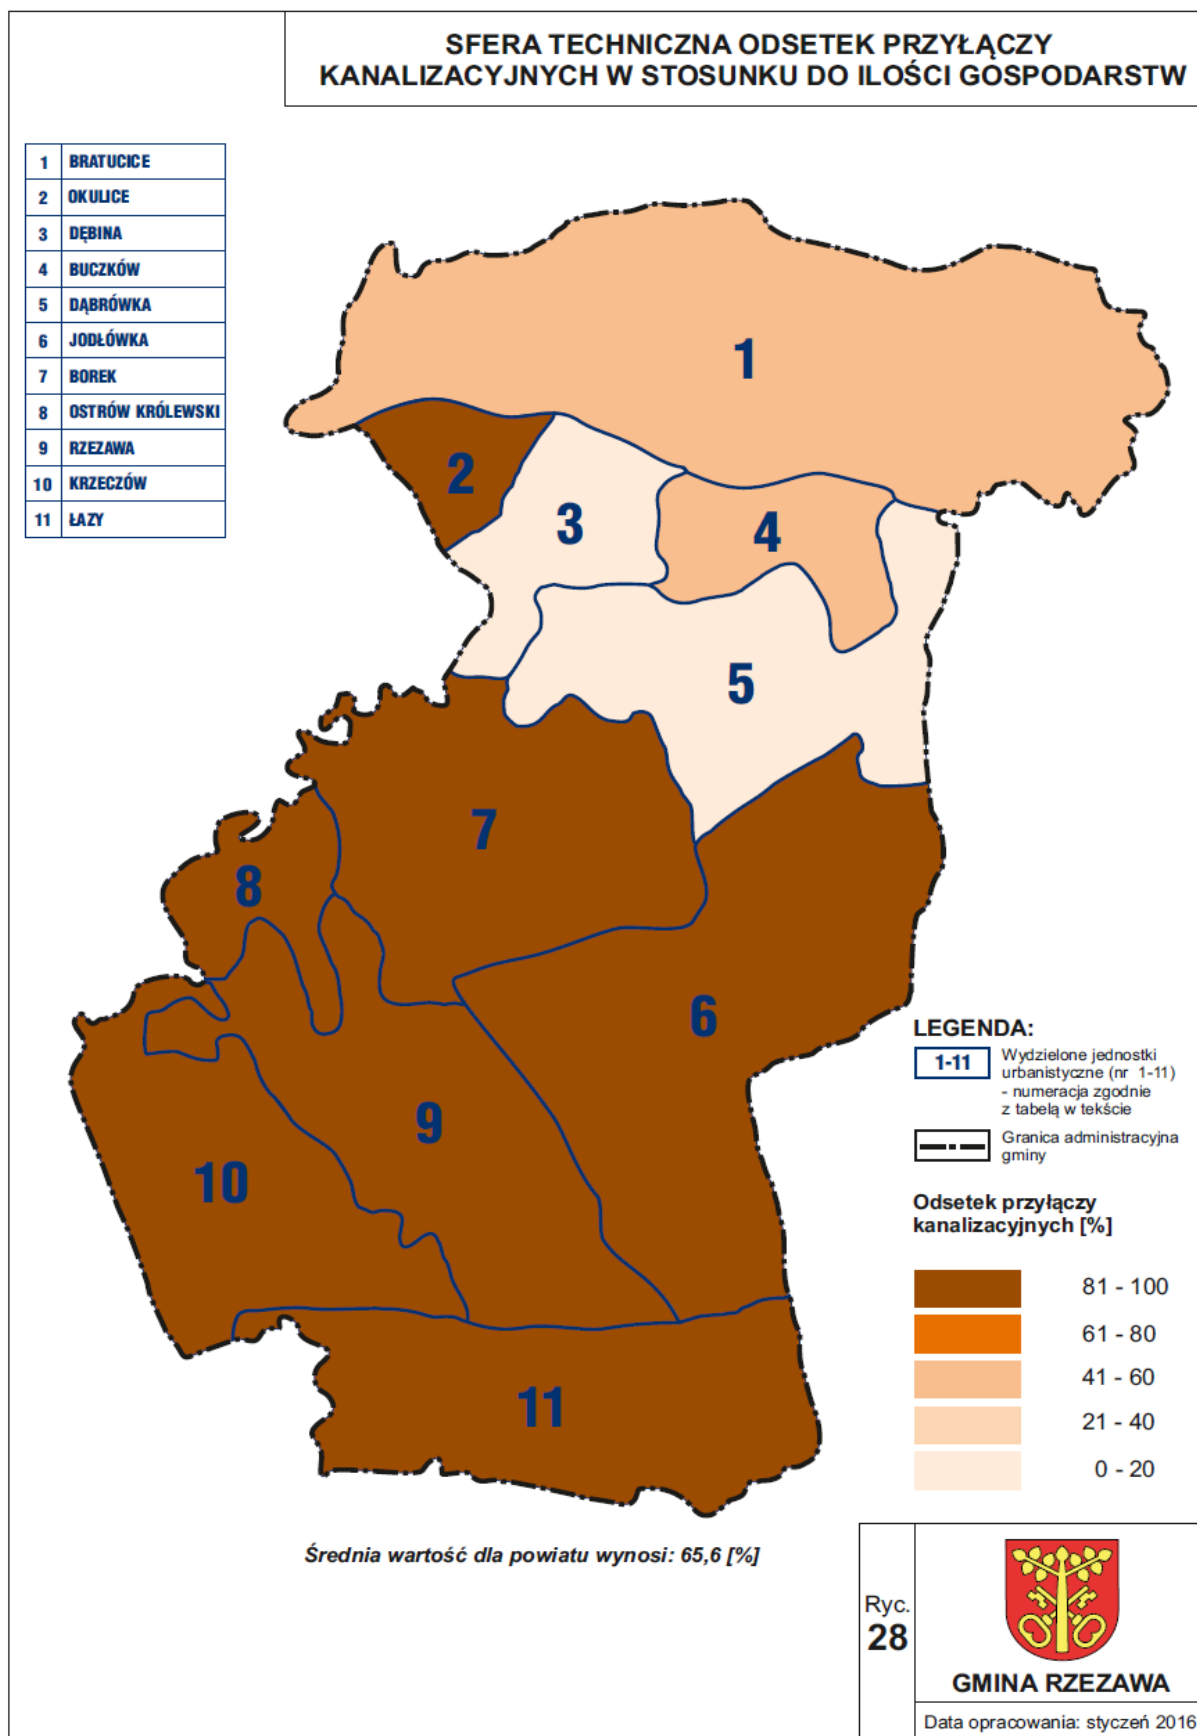 SFERA TECHNICZNA ODSETEK PRZYŁĄCZY
KANALIZACYJNYCH W STOSUNKU DO ILOŚCI GOSPODARSTW
1 BRATUCICE
2 OKULICE
3 DĘBINA
4 BUCZKÓW
5 DĄBRÓWKA
6 JODŁÓWKA
7 BOREK
8 OSTRÓW KRÓLEWSKI
9 RZEZAWA
10 KRZECZÓW
11 ŁAZY
1
2
3
4
5
7
8
6
9
10
11
LEGENDA:
1-11 Wydzielone jednostki
urbanistyczne (nr 1-11)
- numeracja zgodnie
z tabelą w tekście
Granica administracyjna
gminy
Odsetek przyłączy
kanalizacyjnych [%]
81 - 100
61 - 80
41 - 60
21 - 40
0 - 20
Średnia wartość dla powiatu wynosi: 65,6 [%]
Ryc.
28
GMINA RZEZAWA
Data opracowania: styczeń 2016